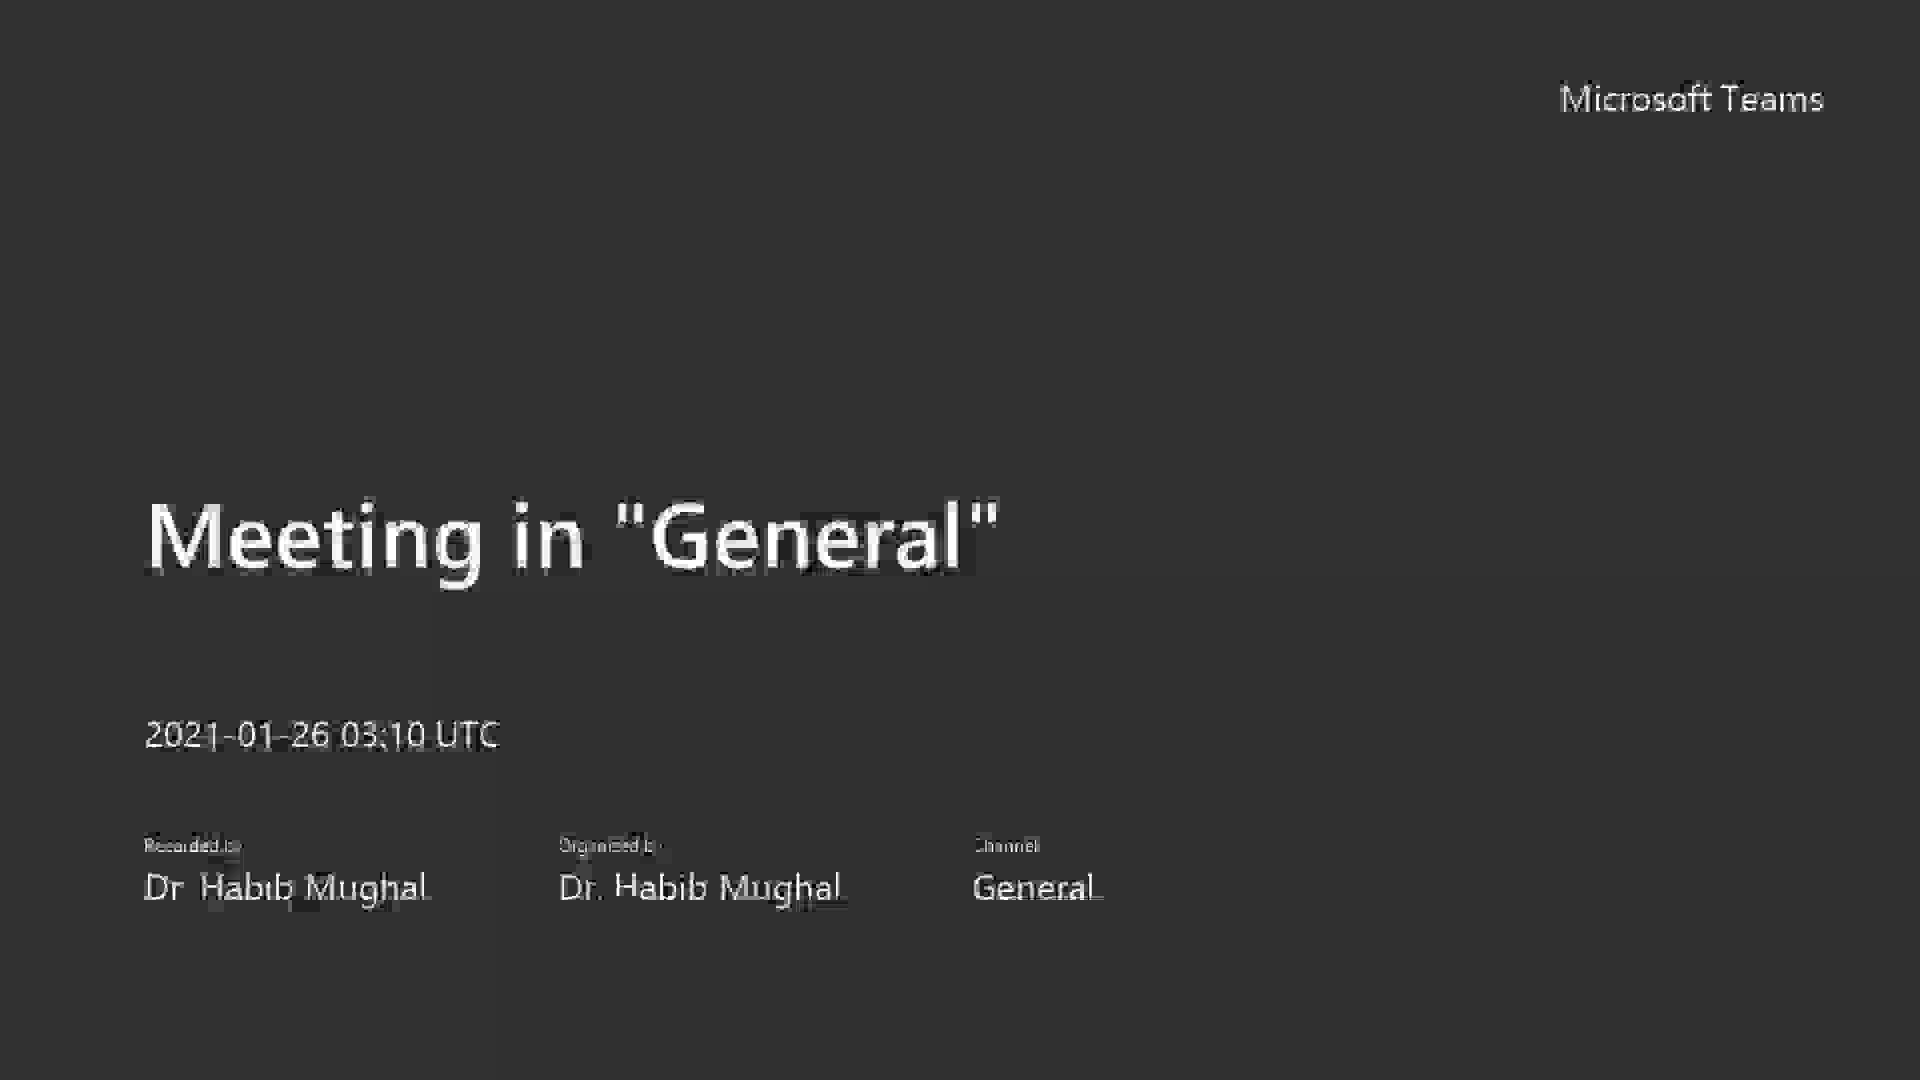 Microsoft Teams
Meeting in "General"
2021-01-26 03:10 UTC
Recorded by
Organized by
Channel
Dr. Habib Mughal
Dr. Habib Mughal
General